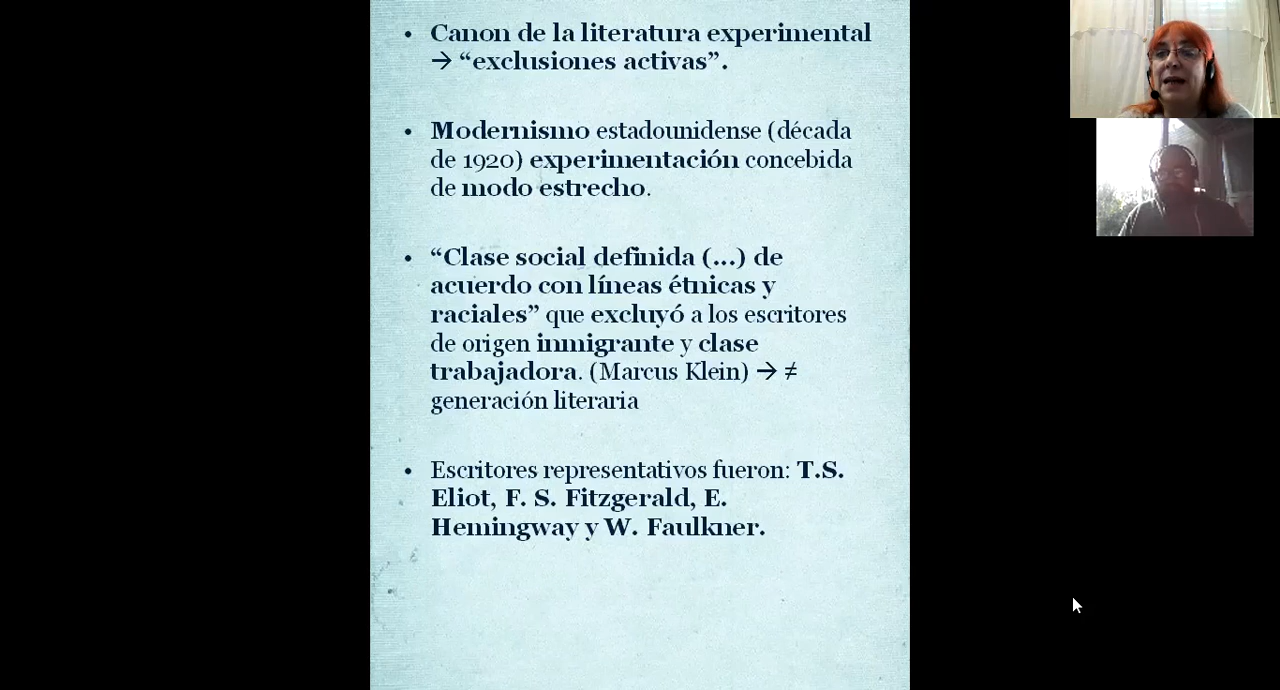 • Canon de la literatura experimental
→ “exclusiones activas”.
• Modernismo estadounidense (década
de 1920) experimentación concebida
de modo estrecho.
• “Clase social definida (...) de
acuerdo con líneas étnicas y
raciales” que excluyó a los escritores
de origen inmigrante y clase
trabajadora. (Marcus Klein) → ≠
generación literaria
• Escritores representativos fueron: T.S.
Eliot, F. S. Fitzgerald, E.
Hemingway y W. Faulkner.